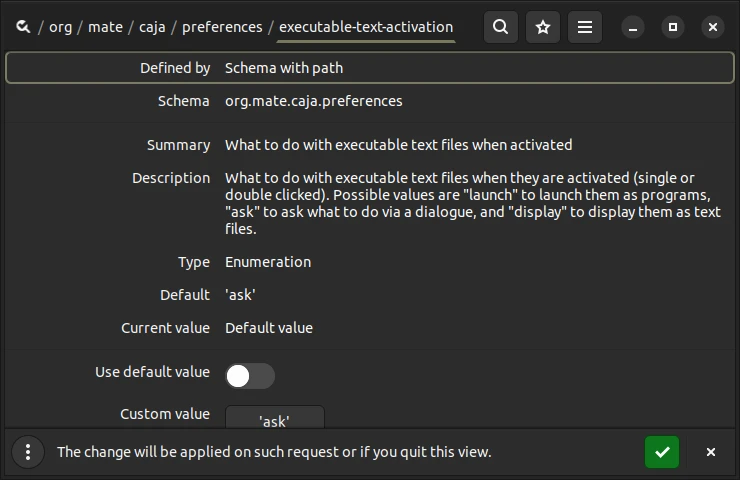 / org / mate / caja / preferences / executable-text-activation
Defined by Schema with path
Schema org.mate.caja.preferences
Summary What to do with executable text files when activated
Description What to do with executable text files when they are activated (single or
double clicked). Possible values are "launch" to launch them as programs,
"ask" to ask what to do via a dialogue, and "display" to display them as text
files.
Type Enumeration
Default 'ask'
Current value Default value
Use default value
Custom value 'ask'
The change will be applied on such request or if you quit this view.